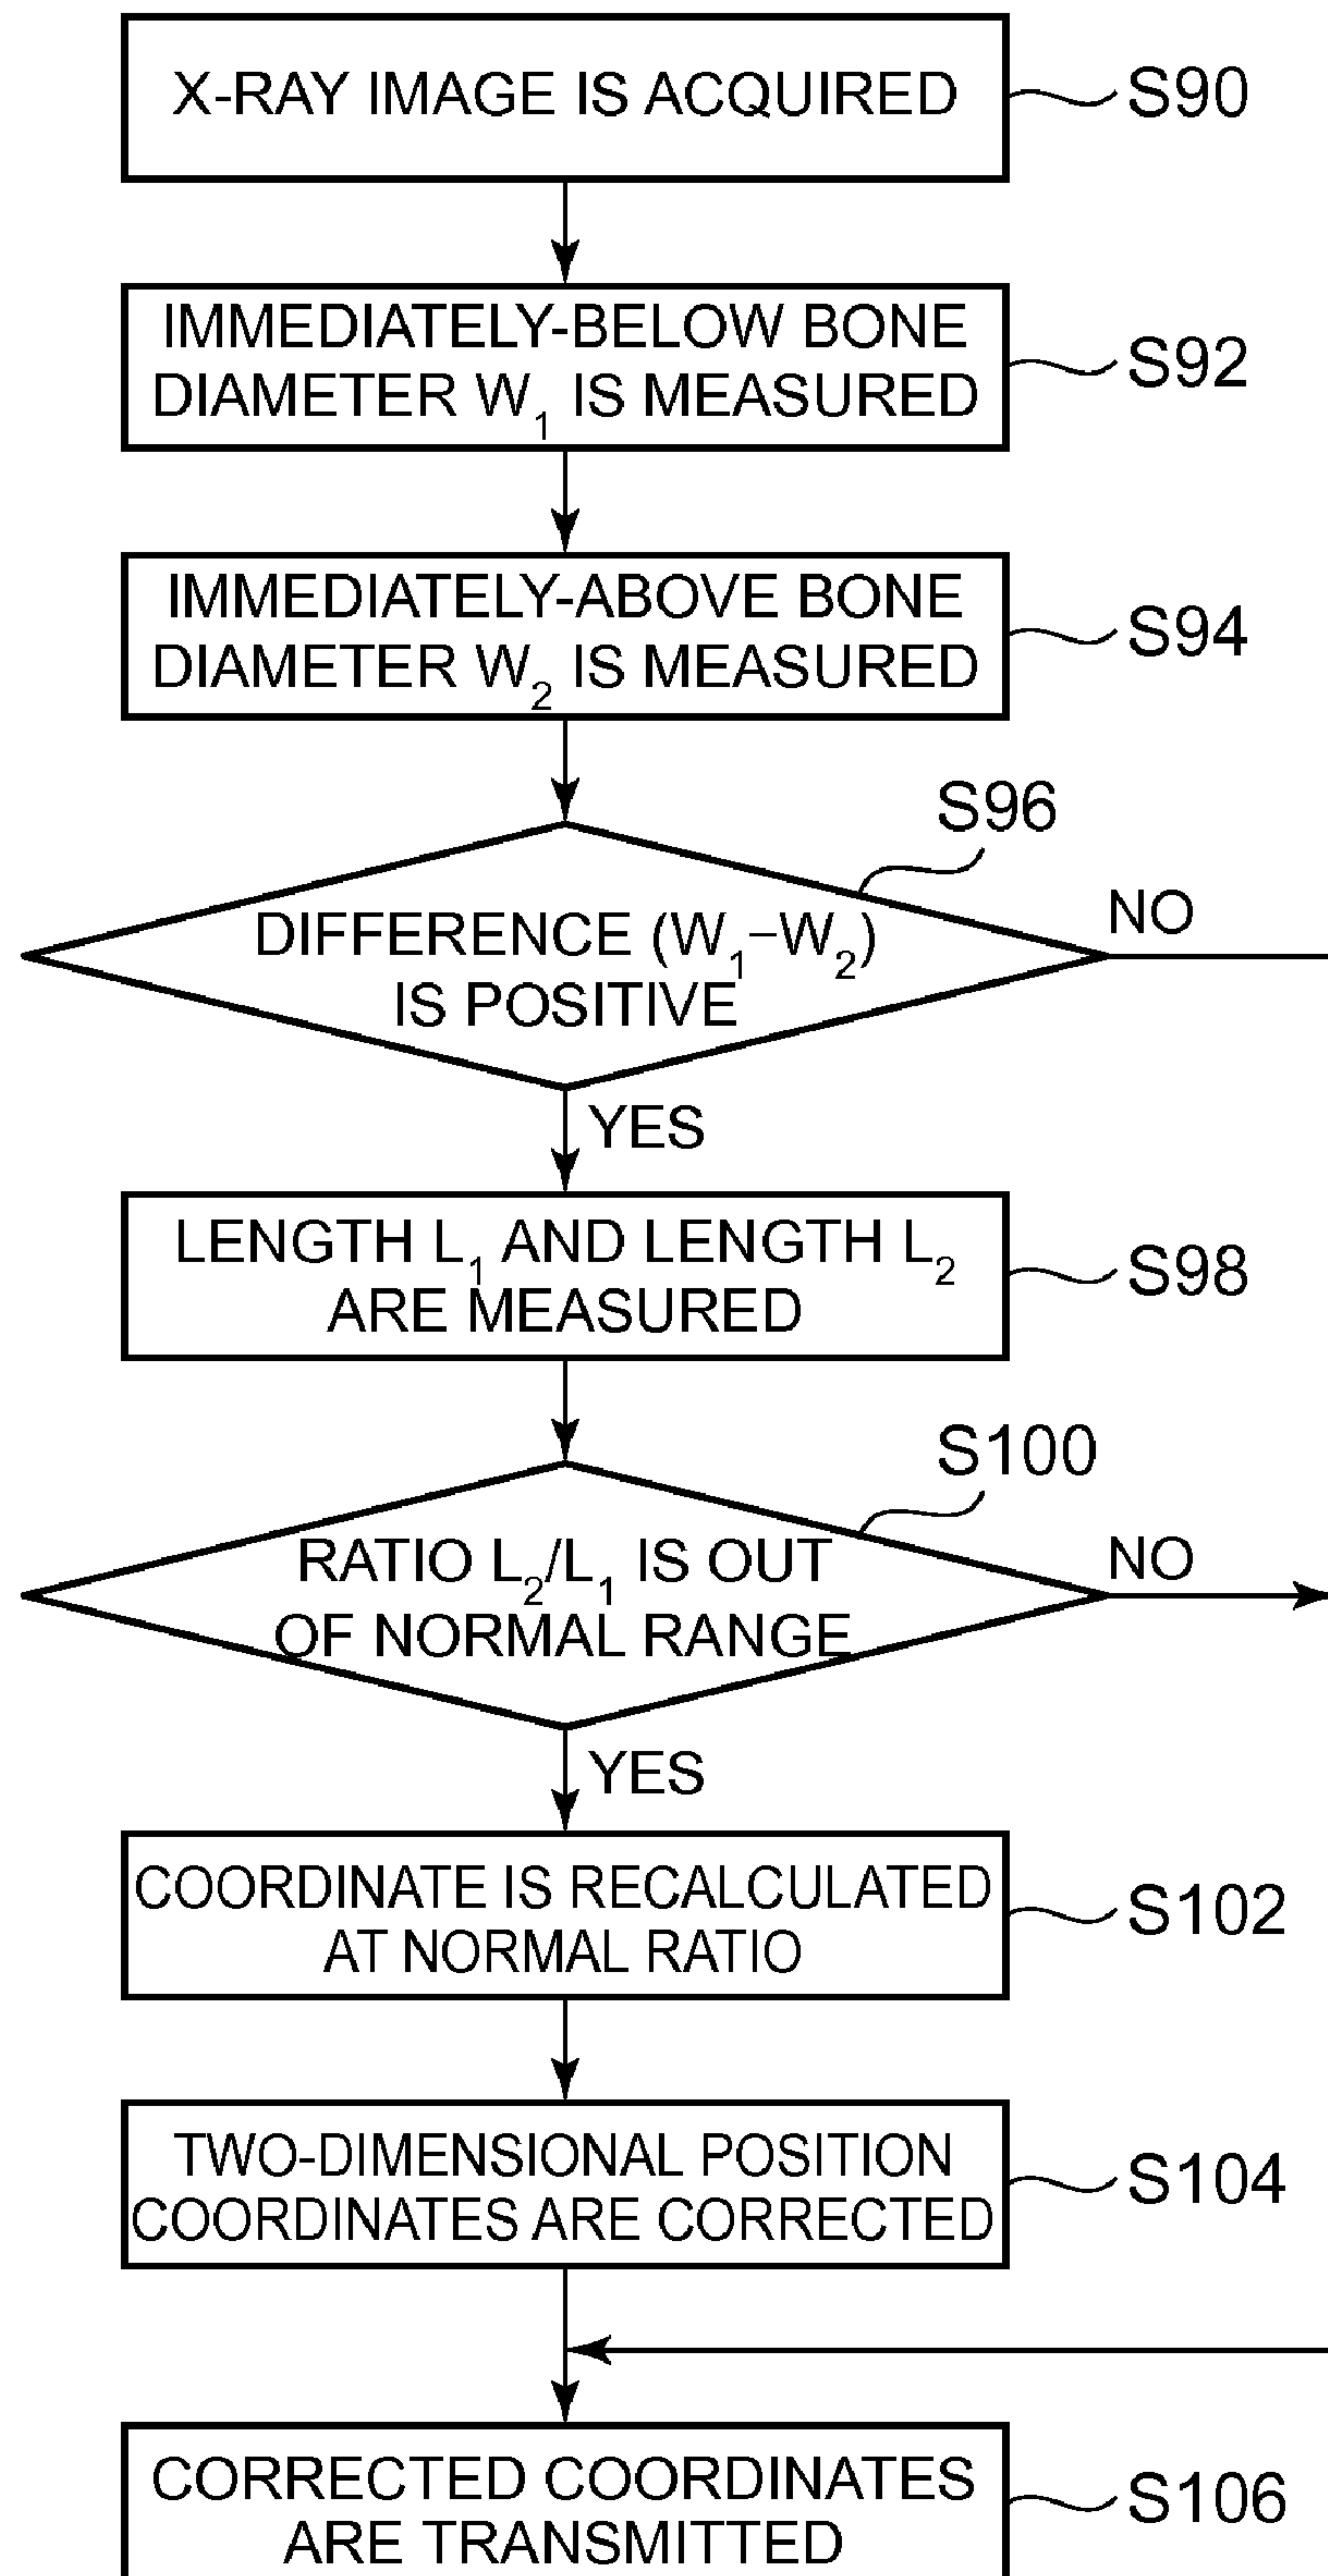 X-RAY IMAGE IS ACQUIRED
S90
IMMEDIATELY-BELOW BONE
DIAMETER W₁ IS MEASURED
S92
IMMEDIATELY-ABOVE BONE
DIAMETER W₂ IS MEASURED
S94
S96
DIFFERENCE (W₁–W₂)
IS POSITIVE
NO
YES
LENGTH L₁ AND LENGTH L₂
ARE MEASURED
S98
S100
RATIO L₂/L₁ IS OUT
OF NORMAL RANGE
NO
YES
COORDINATE IS RECALCULATED
AT NORMAL RATIO
S102
TWO-DIMENSIONAL POSITION
COORDINATES ARE CORRECTED
S104
CORRECTED COORDINATES
ARE TRANSMITTED
S106